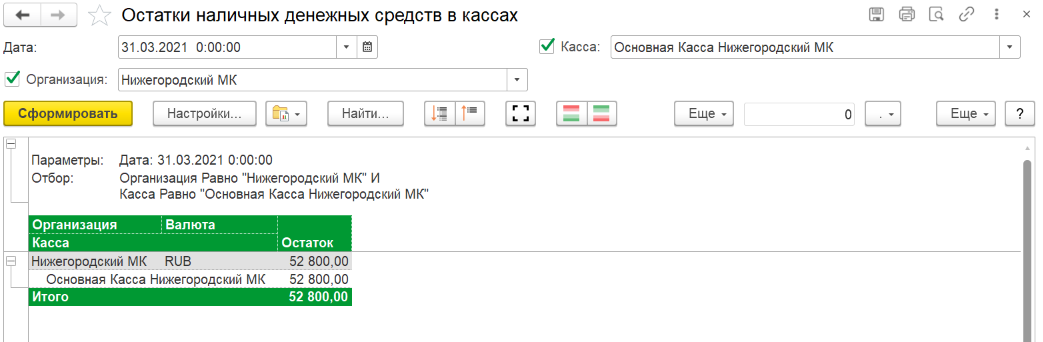 Остатки наличных денежных средств в кассах
Дата: 31.03.2021 0:00:00 Касса: Основная Касса Нижегородский МК
Организация: Нижегородский МК
Сформировать Настройки... Найти... Еще 0 . Еще ?
Параметры: Дата: 31.03.2021 0:00:00
Отбор: Организация Равно "Нижегородский МК" И
Касса Равно "Основная Касса Нижегородский МК"
Организация Валюта
Касса Остаток
Нижегородский МК RUB 52 800,00
Основная Касса Нижегородский МК 52 800,00
Итого 52 800,00